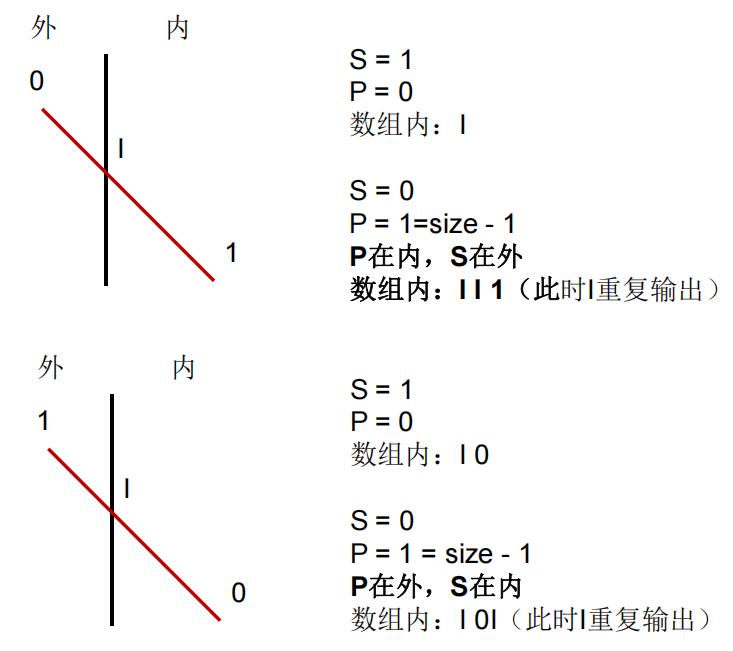 外 内
0
I
1
S = 1
P = 0
数组内：I
S = 0
P = 1=size - 1
P在内，S在外
数组内：I I 1（此时I重复输出）
外 内
1
I
0
S = 1
P = 0
数组内：I 0
S = 0
P = 1 = size - 1
P在外，S在内
数组内：I 0I（此时I重复输出）